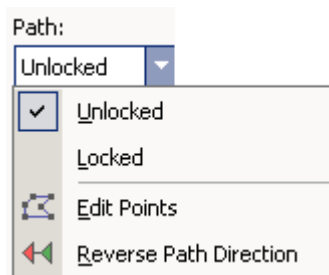 Path:
Unlocked
Unlocked
Locked
Edit Points
Reverse Path Direction